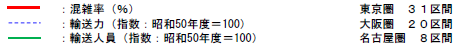 ：混雑率（％） 東京圏 ３１区間
：輸送力（指数：昭和50年度＝100） 大阪圏 ２０区間
：輸送人員（指数：昭和50年度＝100） 名古屋圏 ８区間